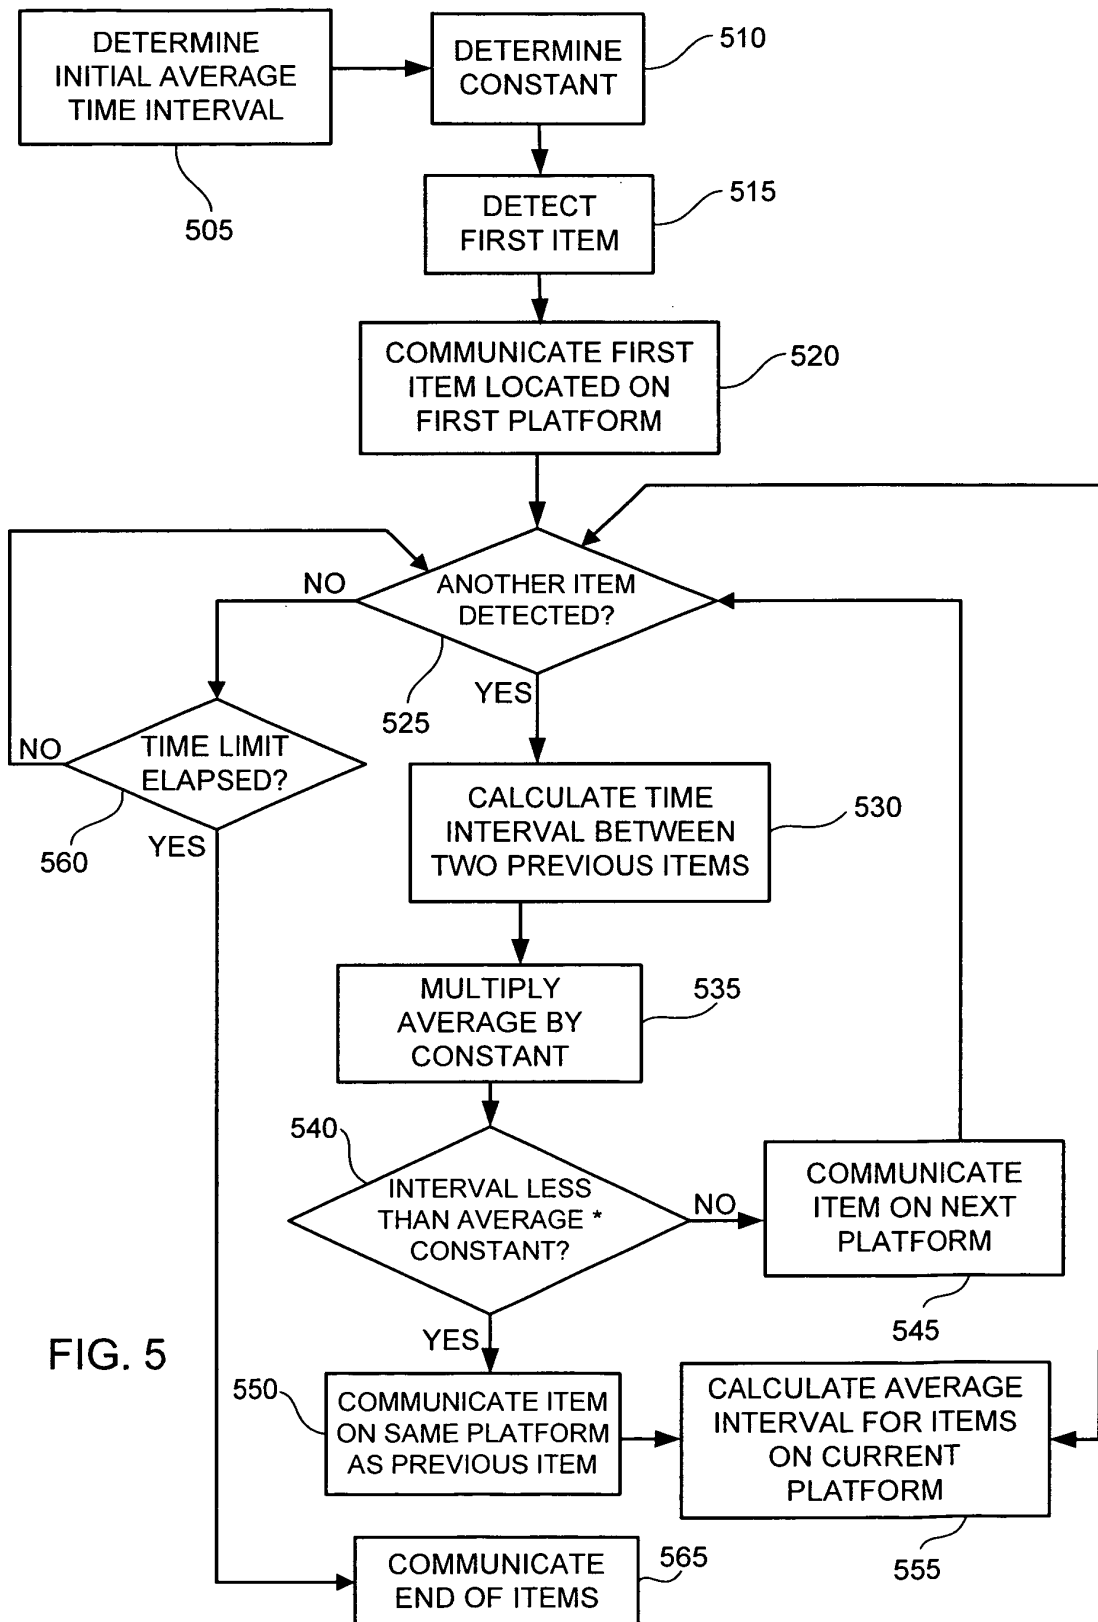 DETERMINE
INITIAL AVERAGE
TIME INTERVAL
505
DETERMINE
CONSTANT
510
DETECT
FIRST ITEM
515
COMMUNICATE FIRST
ITEM LOCATED ON
FIRST PLATFORM
520
ANOTHER ITEM
DETECTED?
NO
YES
525
TIME LIMIT
ELAPSED?
NO
YES
560
CALCULATE TIME
INTERVAL BETWEEN
TWO PREVIOUS ITEMS
530
MULTIPLY
AVERAGE BY
CONSTANT
535
540
INTERVAL LESS
THAN AVERAGE *
CONSTANT?
NO
YES
COMMUNICATE
ITEM ON NEXT
PLATFORM
545
FIG. 5
550
COMMUNICATE ITEM
ON SAME PLATFORM
AS PREVIOUS ITEM
CALCULATE AVERAGE
INTERVAL FOR ITEMS
ON CURRENT
PLATFORM
555
COMMUNICATE
END OF ITEMS
565